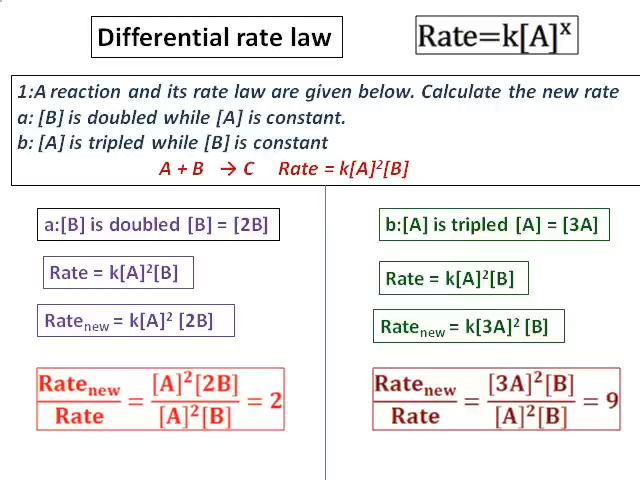 Differential rate law
Rate=k[A]ˣ
1:A reaction and its rate law are given below. Calculate the new rate
a: [B] is doubled while [A] is constant.
b: [A] is tripled while [B] is constant
A + B → C Rate = k[A]²[B]
a:[B] is doubled [B] = [2B]
Rate = k[A]²[B]
Rateₙₑw = k[A]² [2B]
Rateₙₑw / Rate = [A]²[2B] / [A]²[B] = 2
b:[A] is tripled [A] = [3A]
Rate = k[A]²[B]
Rateₙₑw = k[3A]² [B]
Rateₙₑw / Rate = [3A]²[B] / [A]²[B] = 9